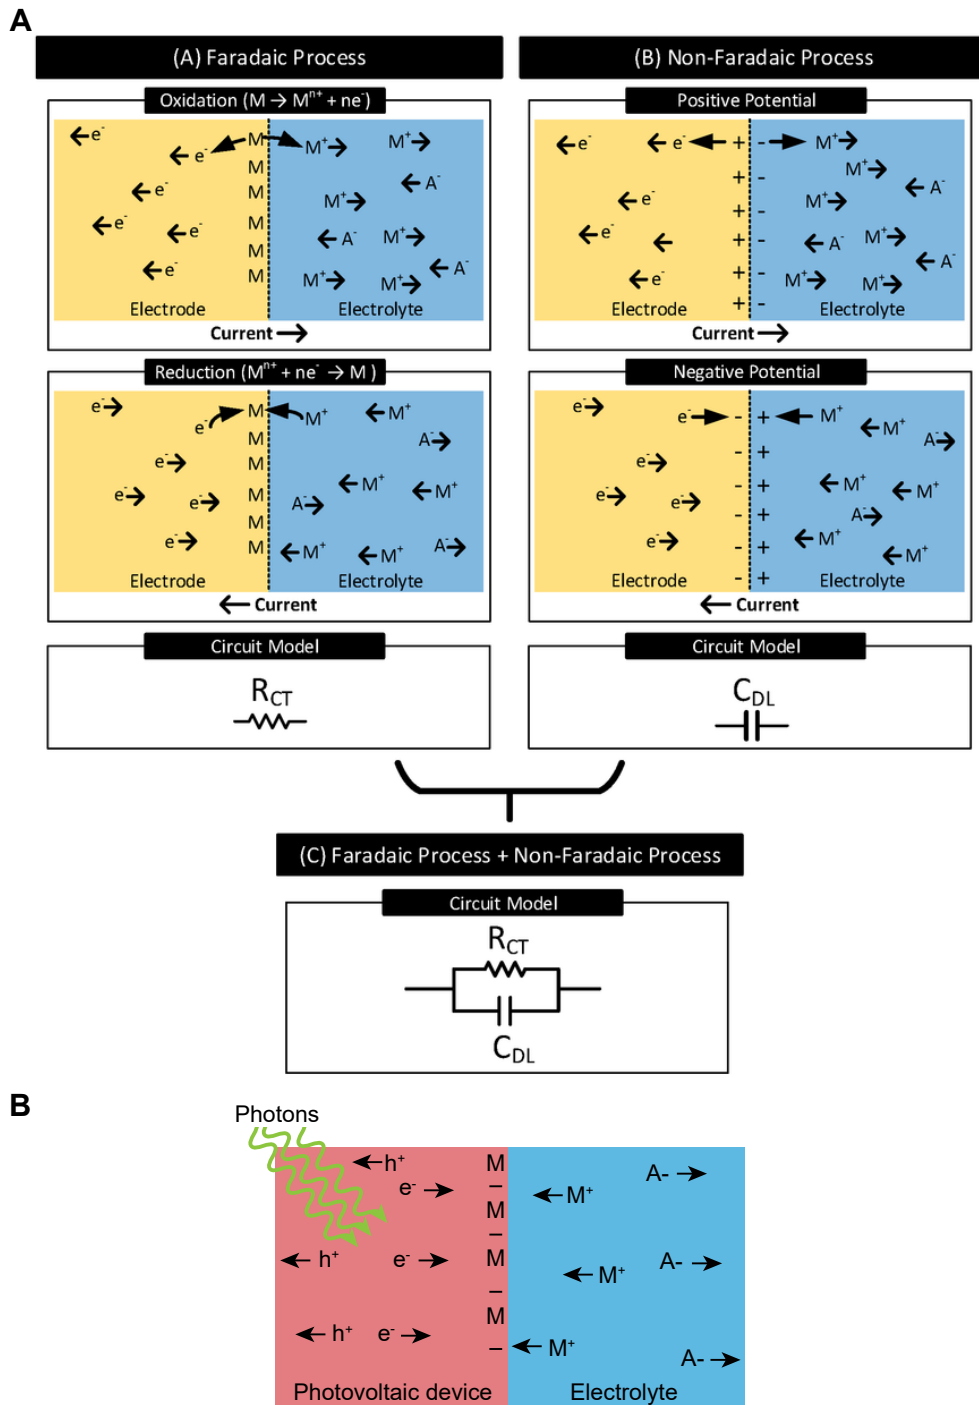 A
(A) Faradaic Process
Oxidation (M → Mⁿ⁺ + ne⁻)
e⁻ M
e⁻ M⁺ M⁺
M
e⁻ M M⁺ A⁻
e⁻ e⁻ M A⁻ M⁺
M
e⁻ M M⁺ M⁺ A⁻
Electrode Electrolyte
Current
Reduction (Mⁿ⁺ + ne⁻ → M )
e⁻ M M⁺ M⁺
e⁻ M A⁻
e⁻ M
e⁻ e⁻ M A⁻ M⁺ M⁺
M
e⁻ M M⁺ M⁺ A⁻
Electrode Electrolyte
Current
Circuit Model
R_CT
(B) Non-Faradaic Process
Positive Potential
e⁻ e⁻ + - M⁺
+ - M⁺ A⁻
e⁻ + - M⁺
e⁻ + - A⁻ M⁺
e⁻ + - M⁺ M⁺ A⁻
+ -
Electrode Electrolyte
Current
Negative Potential
e⁻ e⁻ - + M⁺ M⁺
- + A⁻
e⁻ - + M⁺ M⁺
e⁻ e⁻ - + A⁻
e⁻ - + M⁺ M⁺
- +
Electrode Electrolyte
Current
Circuit Model
C_DL
(C) Faradaic Process + Non-Faradaic Process
Circuit Model
R_CT
C_DL
B
Photons
h⁺ M A-
e⁻ – M⁺
M
–
h⁺ e⁻ M M⁺ A-
–
M
h⁺ e⁻ – M⁺ A-
Photovoltaic device Electrolyte